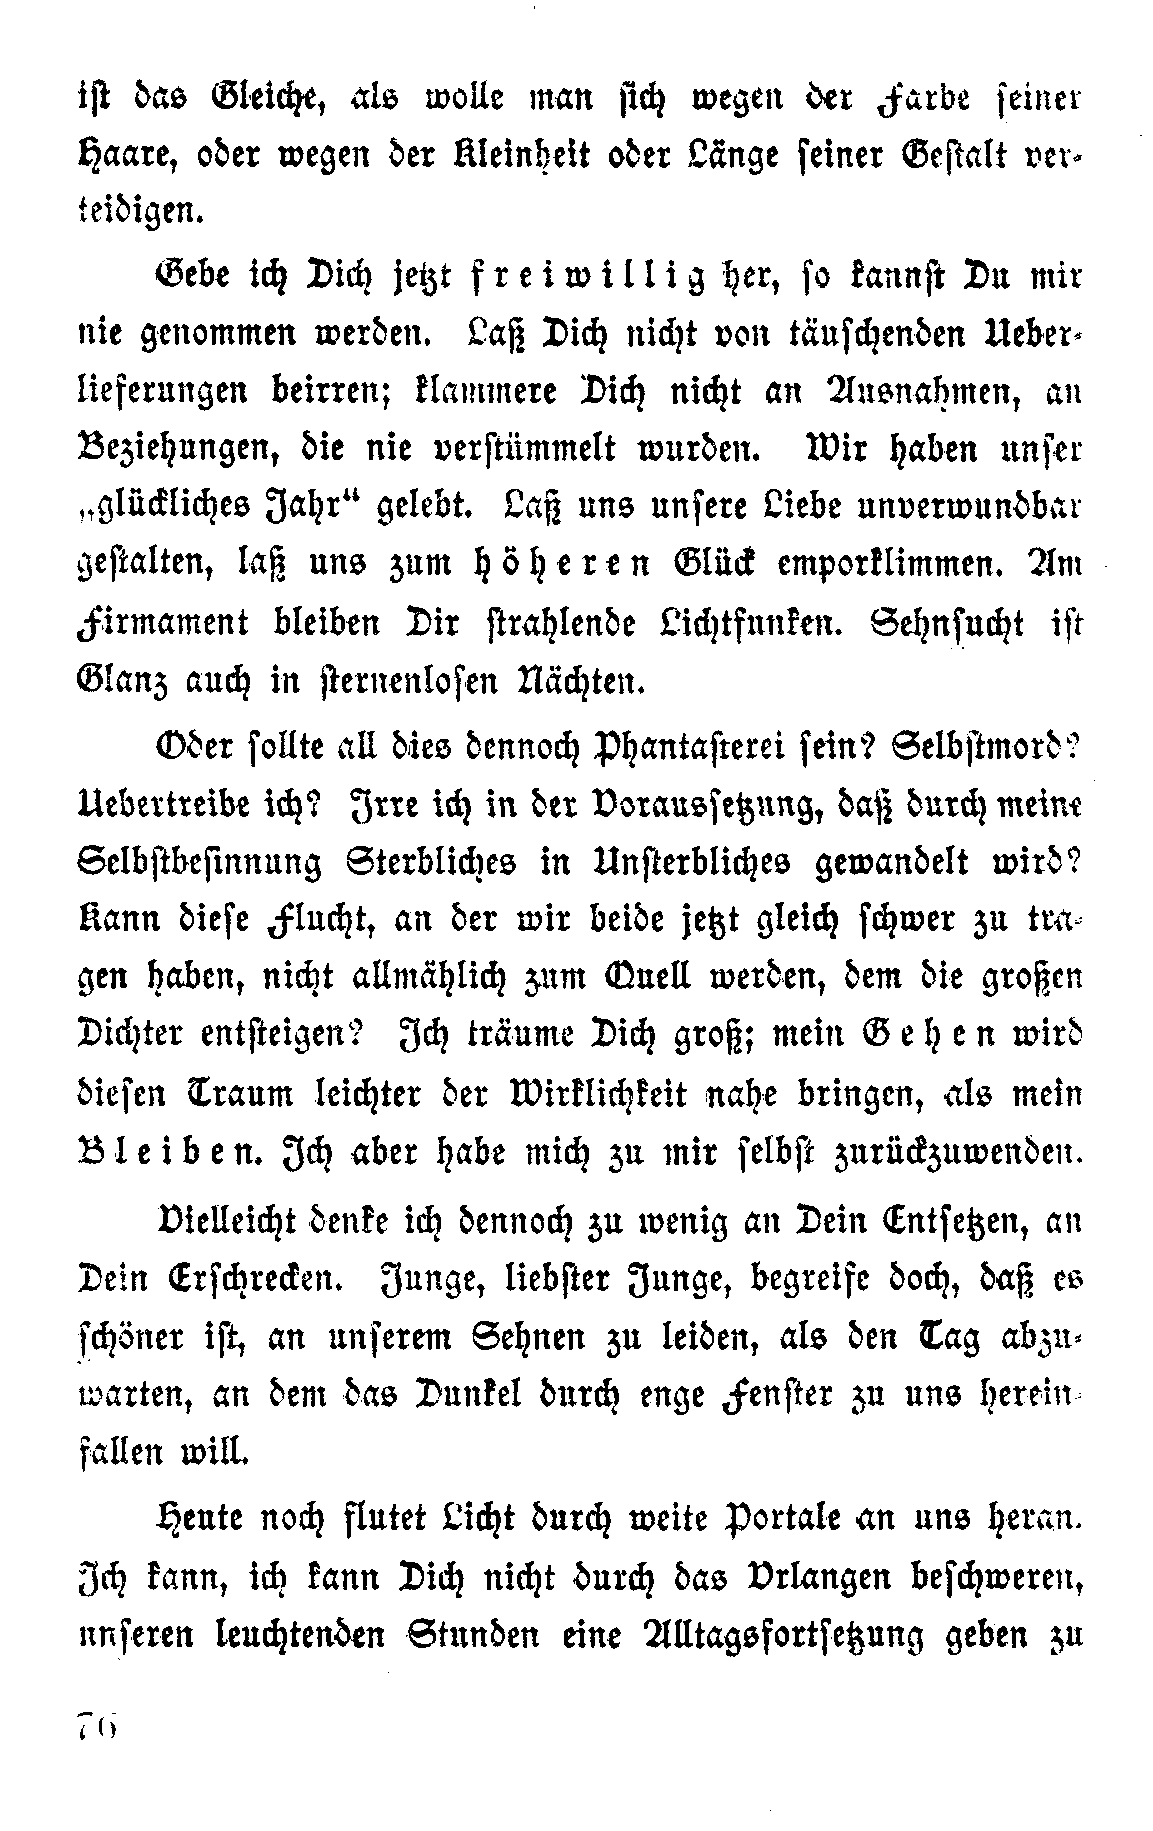 ist das Gleiche, als wolle man sich wegen der Farbe seiner
Haare, oder wegen der Kleinheit oder Länge seiner Gestalt ver-
teidigen.
Gebe ich Dich jetzt freiwillig her, so kannst Du mir
nie genommen werden. Laß Dich nicht von täuschenden Ueber-
lieferungen beirren; klammere Dich nicht an Ausnahmen, an
Beziehungen, die nie verstümmelt wurden. Wir haben unser
„glückliches Jahr“ gelebt. Laß uns unsere Liebe unverwundbar
gestalten, laß uns zum höheren Glück emporklimmen. Am
Firmament bleiben Dir strahlende Lichtfunken. Sehnsucht ist
Glanz auch in sternenlosen Nächten.
Oder sollte all dies dennoch Phantasterei sein? Selbstmord?
Uebertreibe ich? Irre ich in der Voraussetzung, daß durch meine
Selbstbesinnung Sterbliches in Unsterbliches gewandelt wird?
Kann diese Flucht, an der wir beide jetzt gleich schwer zu tra-
gen haben, nicht allmählich zum Quell werden, dem die großen
Dichter entsteigen? Ich träume Dich groß; mein Gehen wird
diesen Traum leichter der Wirklichkeit nahe bringen, als mein
Bleiben. Ich aber habe mich zu mir selbst zurückzuwenden.
Vielleicht denke ich dennoch zu wenig an Dein Entsetzen, an
Dein Erschrecken. Junge, liebster Junge, begreife doch, daß es
schöner ist, an unserem Sehnen zu leiden, als den Tag abzu-
warten, an dem das Dunkel durch enge Fenster zu uns herein-
fallen will.
Heute noch flutet Licht durch weite Portale an uns heran.
Ich kann, ich kann Dich nicht durch das Vrlangen beschweren,
unseren leuchtenden Stunden eine Alltagsfortsetzung geben zu
76